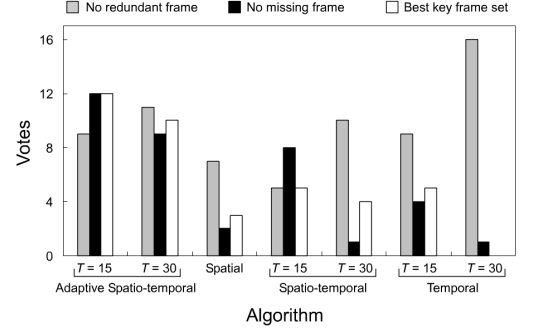 No redundant frame No missing frame Best key frame set
16
12
8
4
0
Votes
T = 15 T = 30 Spatial T = 15 T = 30 T = 15 T = 30
Adaptive Spatio-temporal Spatio-temporal Temporal
Algorithm